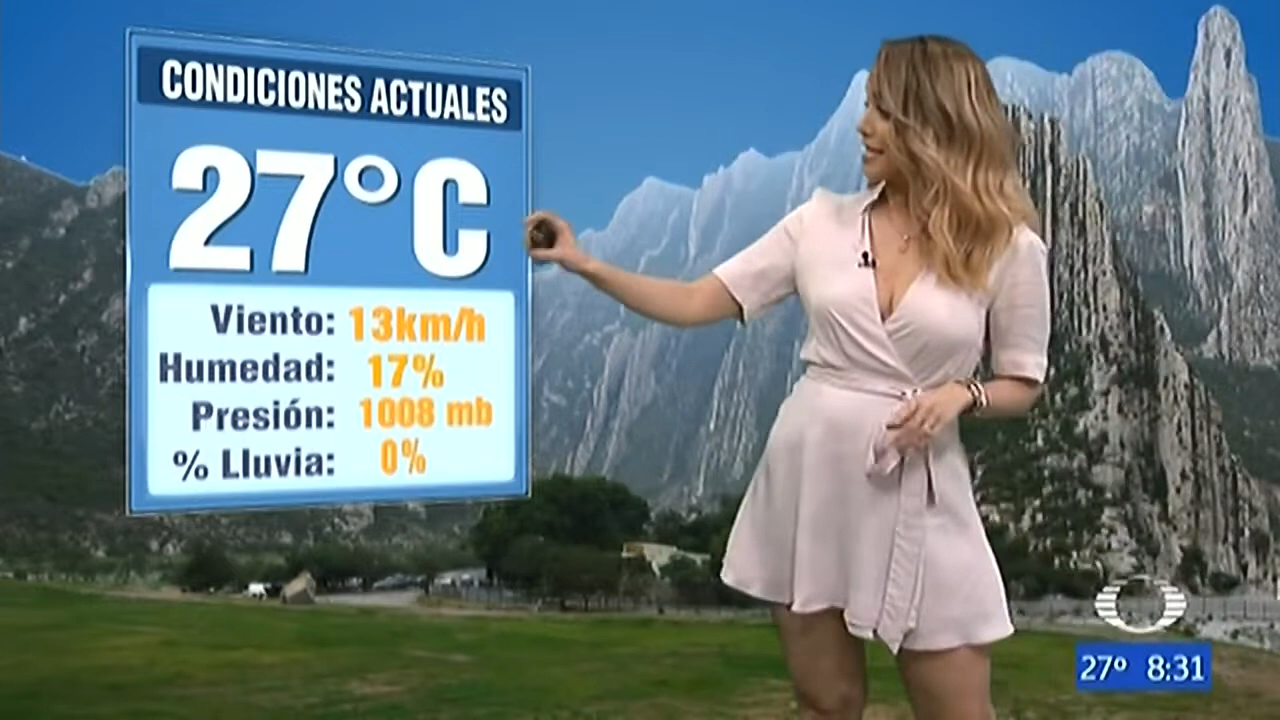 CONDICIONES ACTUALES
27°C
Viento: 13km/h
Humedad: 17%
Presión: 1008 mb
% Lluvia: 0%
27° 8:31